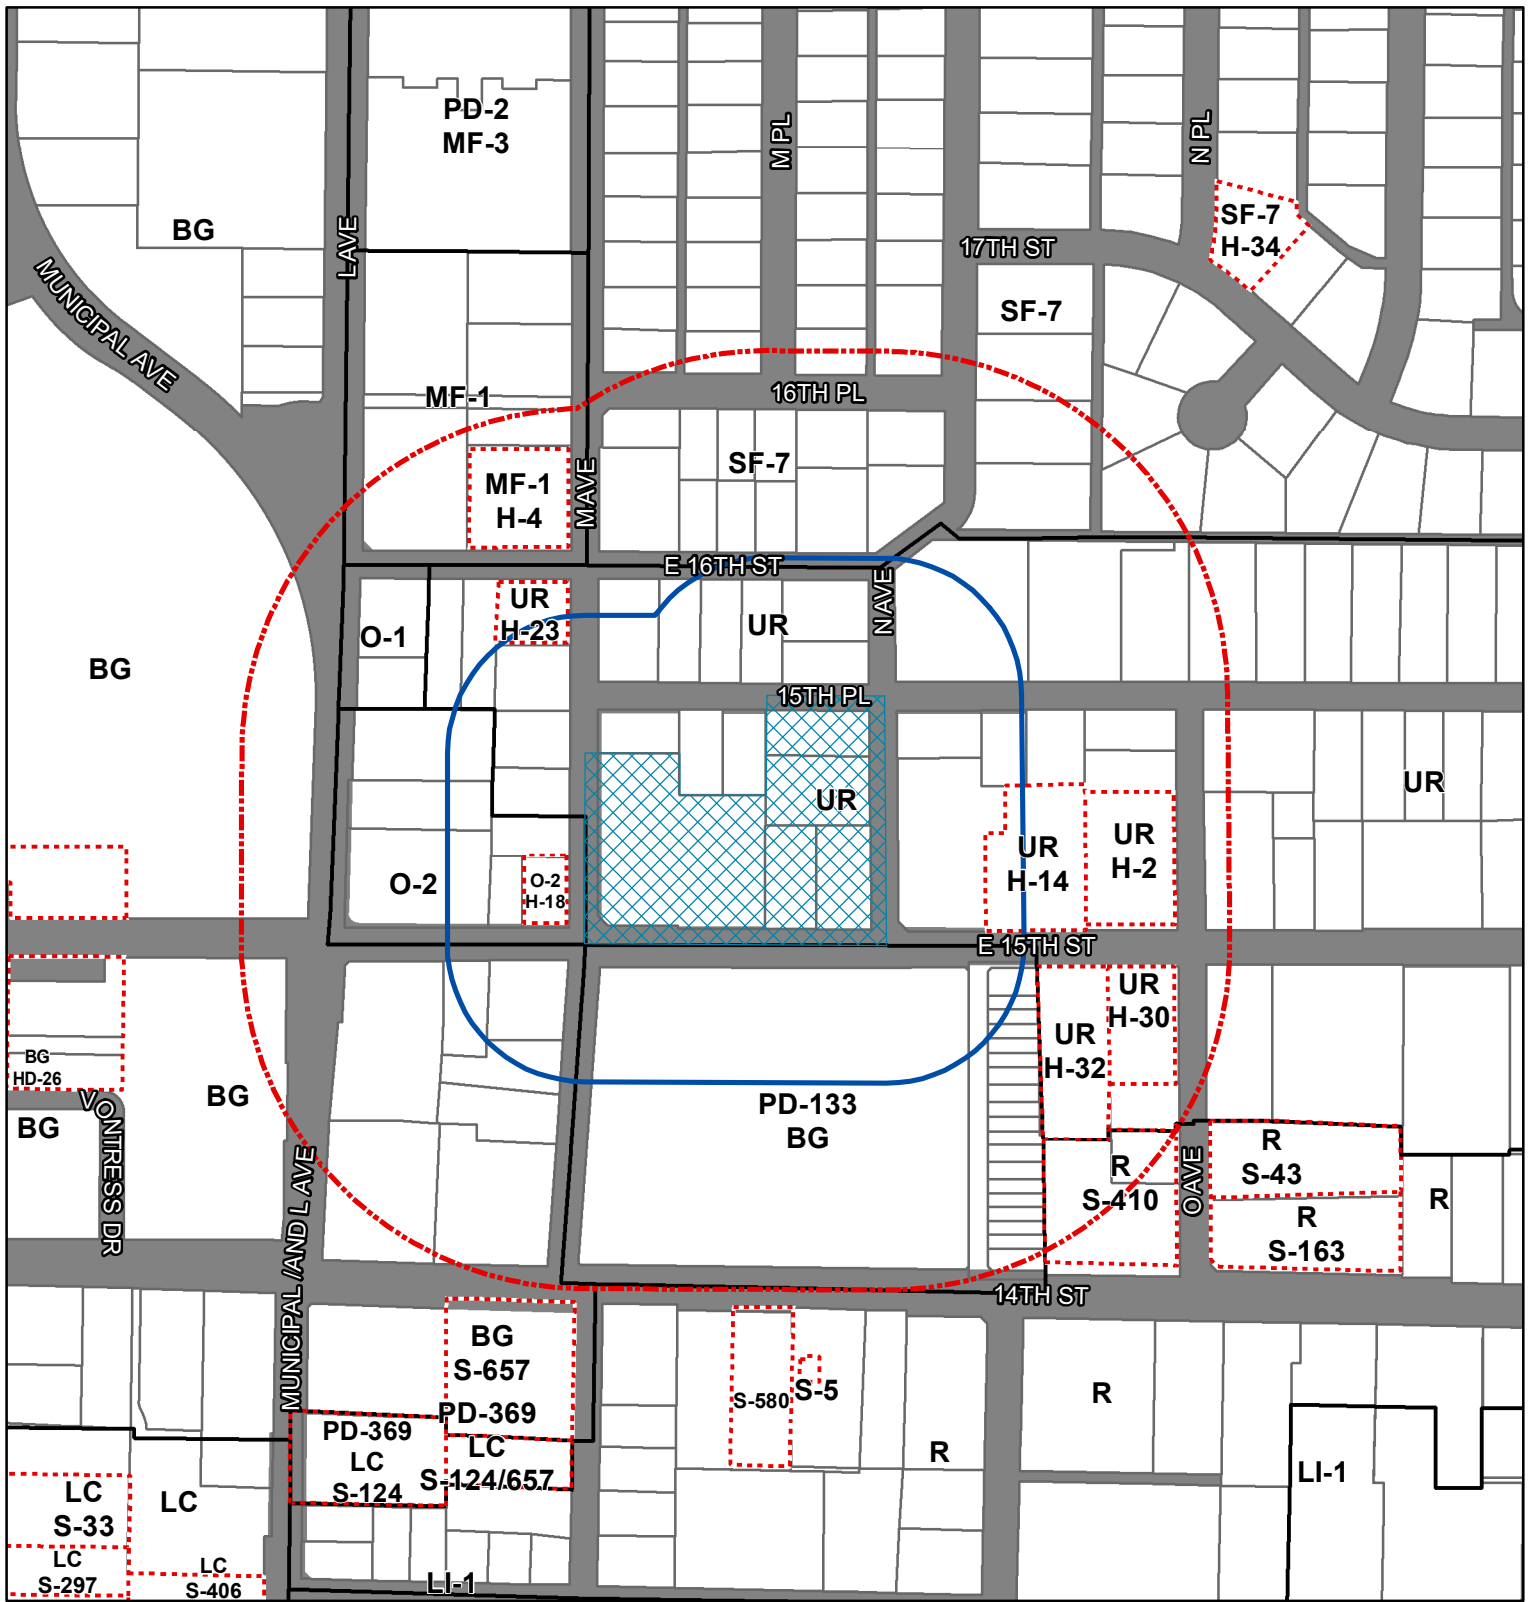 PD-2
MF-3
M PL
N PL
BG
L AVE
SF-7
H-34
17TH ST
MUNICIPAL AVE
SF-7
MF-1
16TH PL
SF-7
MF-1
H-4
M AVE
E 16TH ST
N AVE
UR
H-23
O-1
UR
BG
15TH PL
UR
UR
UR
H-14
UR
H-2
O-2
O-2
H-18
E 15TH ST
UR
H-30
UR
H-32
BG
HD-26
BG
VONTRESS DR
BG
PD-133
BG
R
S-43
R
S-410
O AVE
R
R
S-163
MUNICIPAL /AND L AVE
14TH ST
BG
S-657
S-580
S-5
R
PD-369
PD-369
LC
S-124
LC
S-124/657
R
LI-1
LC
S-33
LC
LC
S-297
LC
S-406
LI-1